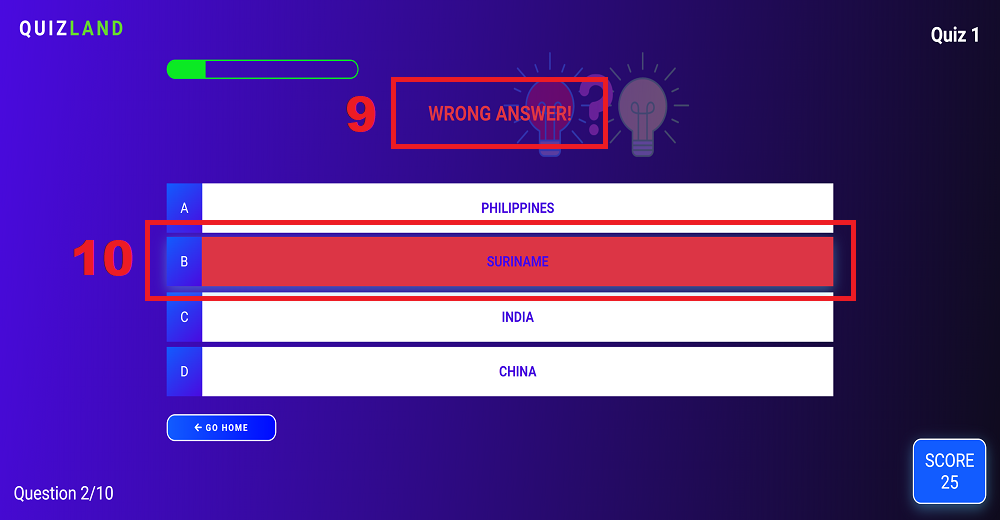 QUIZLAND
Quiz 1
9
WRONG ANSWER!
?
A PHILIPPINES
10
B SURINAME
C INDIA
D CHINA
← GO HOME
SCORE
25
Question 2/10